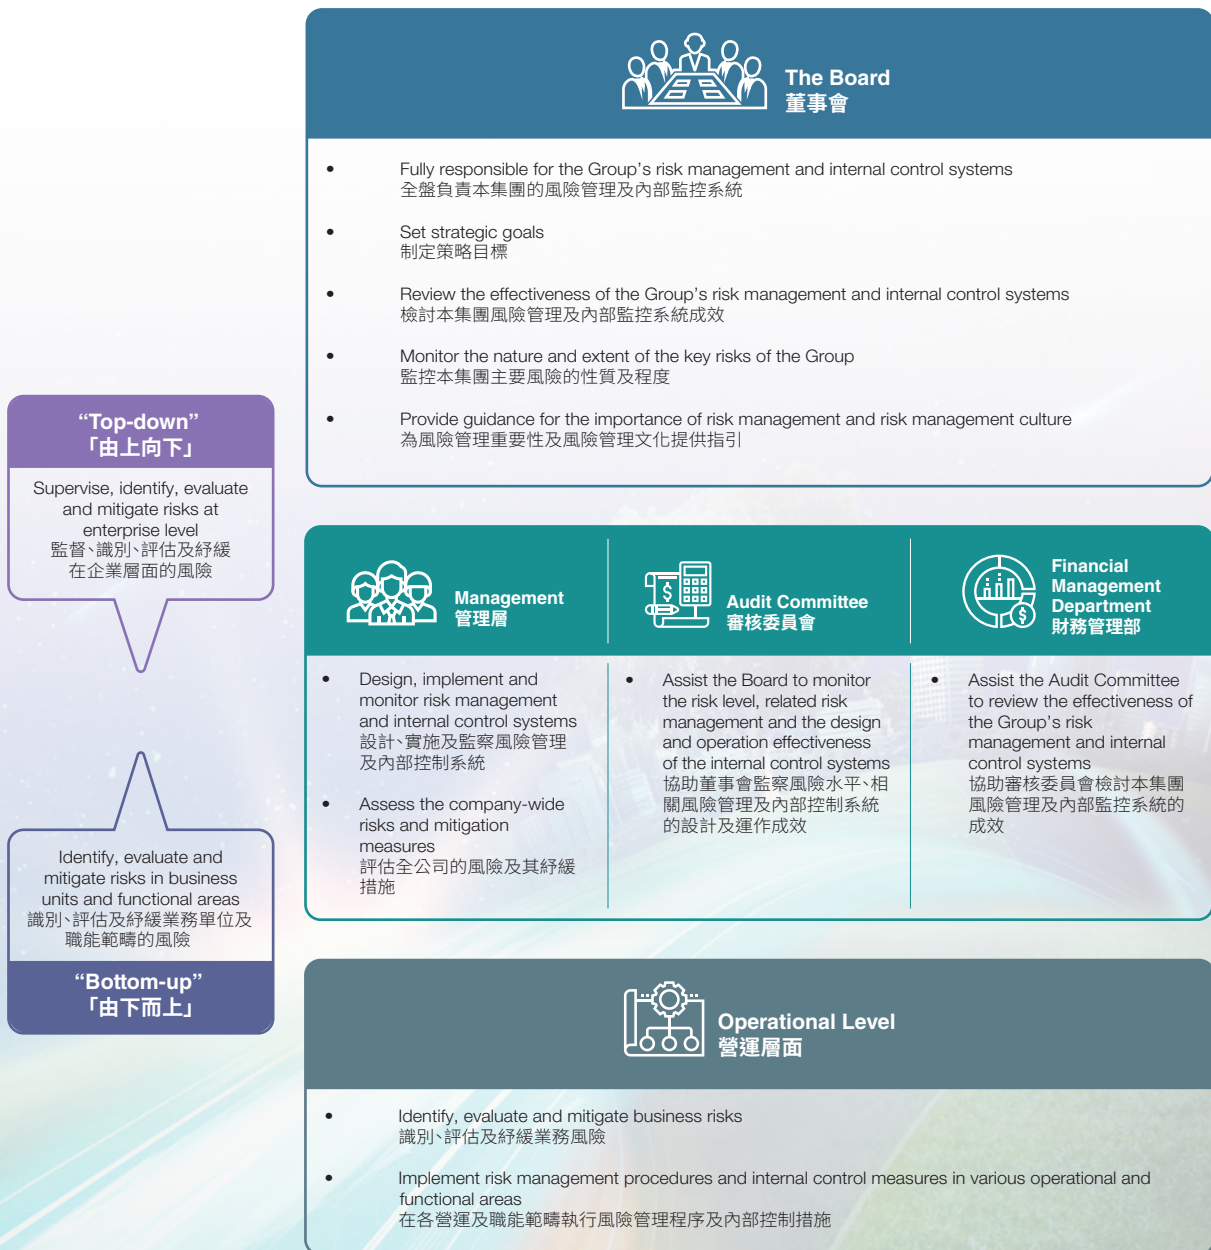 The Board
董事會
• Fully responsible for the Group's risk management and internal control systems
全盤負責本集團的風險管理及內部監控系統
• Set strategic goals
制定策略目標
• Review the effectiveness of the Group's risk management and internal control systems
檢討本集團風險管理及內部監控系統成效
• Monitor the nature and extent of the key risks of the Group
監控本集團主要風險的性質及程度
• Provide guidance for the importance of risk management and risk management culture
為風險管理重要性及風險管理文化提供指引
“Top-down”
「由上向下」
Supervise, identify, evaluate
and mitigate risks at
enterprise level
監督、識別、評估及紓緩
在企業層面的風險
Identify, evaluate and
mitigate risks in business
units and functional areas
識別、評估及紓緩業務單位及
職能範疇的風險
“Bottom-up”
「由下而上」
Management
管理層
• Design, implement and
monitor risk management
and internal control systems
設計、實施及監察風險管理
及內部控制系統
• Assess the company-wide
risks and mitigation
measures
評估全公司的風險及其紓緩
措施
Audit Committee
審核委員會
• Assist the Board to monitor
the risk level, related risk
management and the design
and operation effectiveness
of the internal control systems
協助董事會監察風險水平、相
關風險管理及內部控制系統
的設計及運作成效
Financial
Management
Department
財務管理部
• Assist the Audit Committee
to review the effectiveness of
the Group's risk
management and internal
control systems
協助審核委員會檢討本集團
風險管理及內部監控系統的
成效
Operational Level
營運層面
• Identify, evaluate and mitigate business risks
識別、評估及紓緩業務風險
• Implement risk management procedures and internal control measures in various operational and
functional areas
在各營運及職能範疇執行風險管理程序及內部控制措施